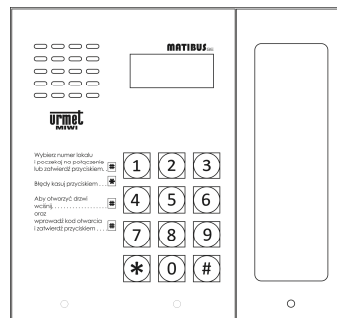 MATIBUS
urmet
MIWI
Wybierz numer lokalu
i poczekaj na połączenie
lub zatwierdź przyciskiem. #
Błędy kasuj przyciskiem . . . *
Aby otworzyć drzwi
wciśnij. . . . . . . . . . . . . . #
oraz
wprowadź kod otwarcia
i zatwierdź przyciskiem . . . #
1 2 3
4 5 6
7 8 9
* 0 #